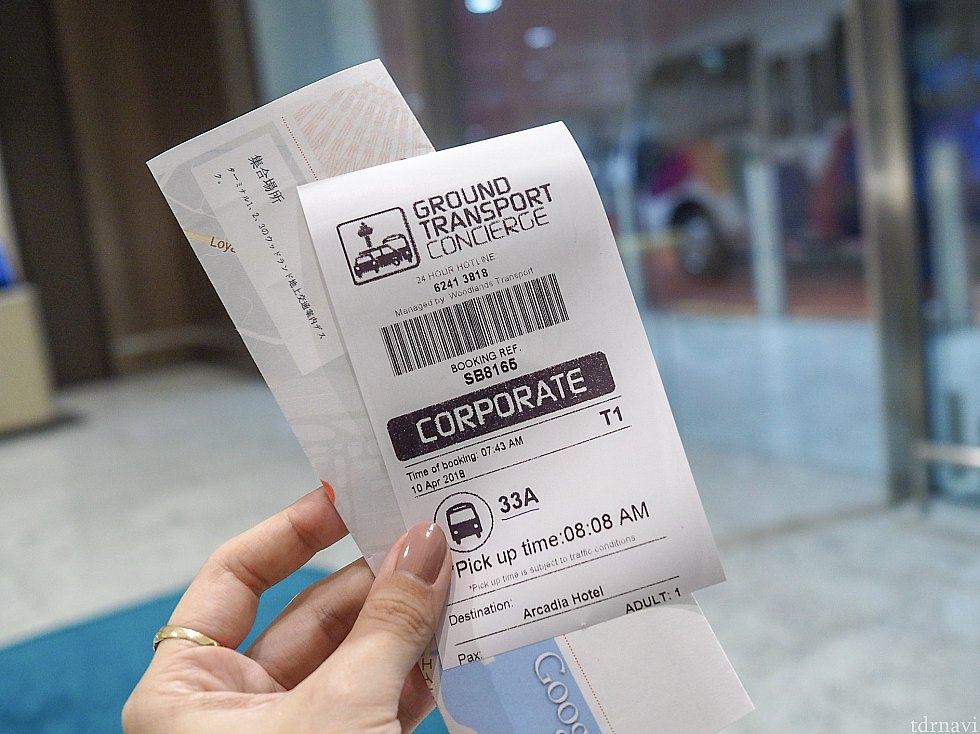 集合場所
Loy
GROUND
TRANSPORT
CONCIERGE
24 HOUR HOTLINE
6241 3818
Managed by Woodlands Transport
BOOKING REF.
SB8165
CORPORATE
T1
Time of booking: 07:43 AM
10 Apr 2018
33A
*Pick up time:08:08 AM
*Pick up time is subject to traffic conditions
Destination: Arcadia Hotel
Pax: ADULT: 1
Goog
tdrnavi